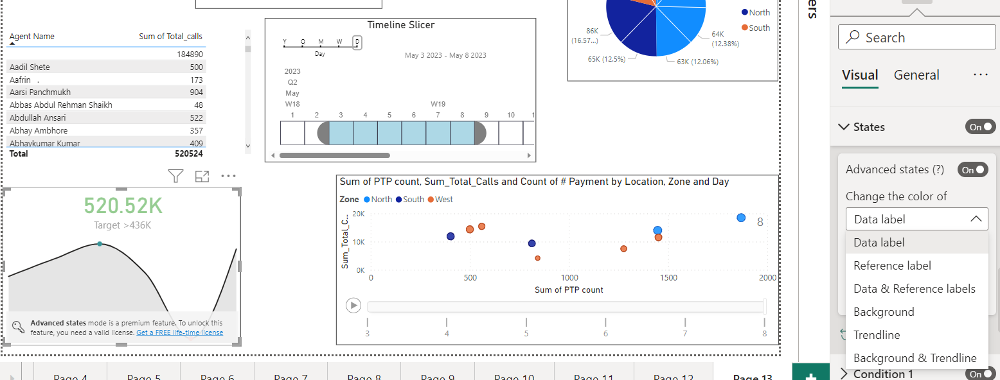 Agent Name Sum of Total_calls
184890
Aadil Shete 500
Aafrin . 173
Aarsi Panchmukh 904
Abbas Abdul Rehman Shaikh 48
Abdullah Ansari 522
Abhay Ambhore 357
Abhaykumar Kumar 409
Total 520524
Timeline Slicer
Y Q M W D
Day
May 3 2023 - May 8 2023
2023
Q2
May
W18 W19
1 2 3 4 5 6 7 8 9 10 1
North
South
86K
(16.57...)
65K (12.5%)
63K (12.06%)
64K
(12.38%)
520.52K
Target >436K
Advanced states mode is a premium feature. To unlock this
feature, you need a valid license. Get a FREE life-time license
Sum of PTP count, Sum_Total_Calls and Count of # Payment by Location, Zone and Day
Zone North South West
Sum_Total_C...
20K
10K
0K
8
0 500 1000 1500 2000
Sum of PTP count
3 4 5 6 7 8
Page 4 Page 5 Page 6 Page 7 Page 8 Page 9 Page 10 Page 11 Page 12 Page 13
Search
Visual General ...
States On
Advanced states (?) On
Change the color of
Data label
Data label
Reference label
Data & Reference labels
Background
Trendline
Background & Trendline
Condition 1 On